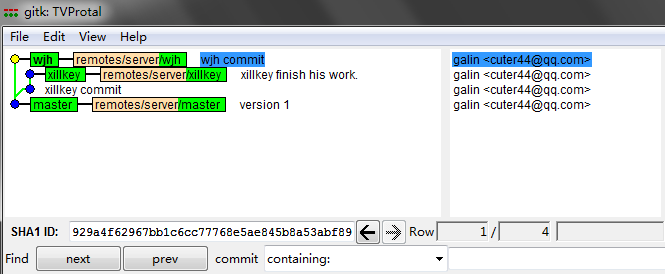 gitk: TVProtal
File Edit View Help
wjh remotes/server/wjh wjh commit galin <cuter44@qq.com>
xillkey remotes/server/xillkey xillkey finish his work. galin <cuter44@qq.com>
xillkey commit galin <cuter44@qq.com>
master remotes/server/master version 1 galin <cuter44@qq.com>
SHA1 ID: 929a4f62967bb1c6cc77768e5ae845b8a53abf89 Row 1 / 4
Find next prev commit containing: